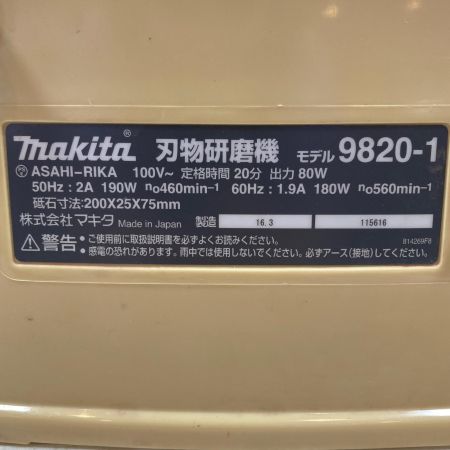 makita® 刃物研磨機 モデル 9820-1
ASAHI-RIKA 100V~ 定格時間 20分 出力 80W
50Hz : 2A 190W no460min-1 60Hz : 1.9A 180W no560min-1
砥石寸法:200X25X75mm
株式会社マキタ Made in Japan 製造 16.3 115616
警告 ・ご使用前に取扱説明書を必ずよくお読みください。 814269F8
・感電の恐れがあります。雨中では使用しないでください。必ずアース(接地)してください。